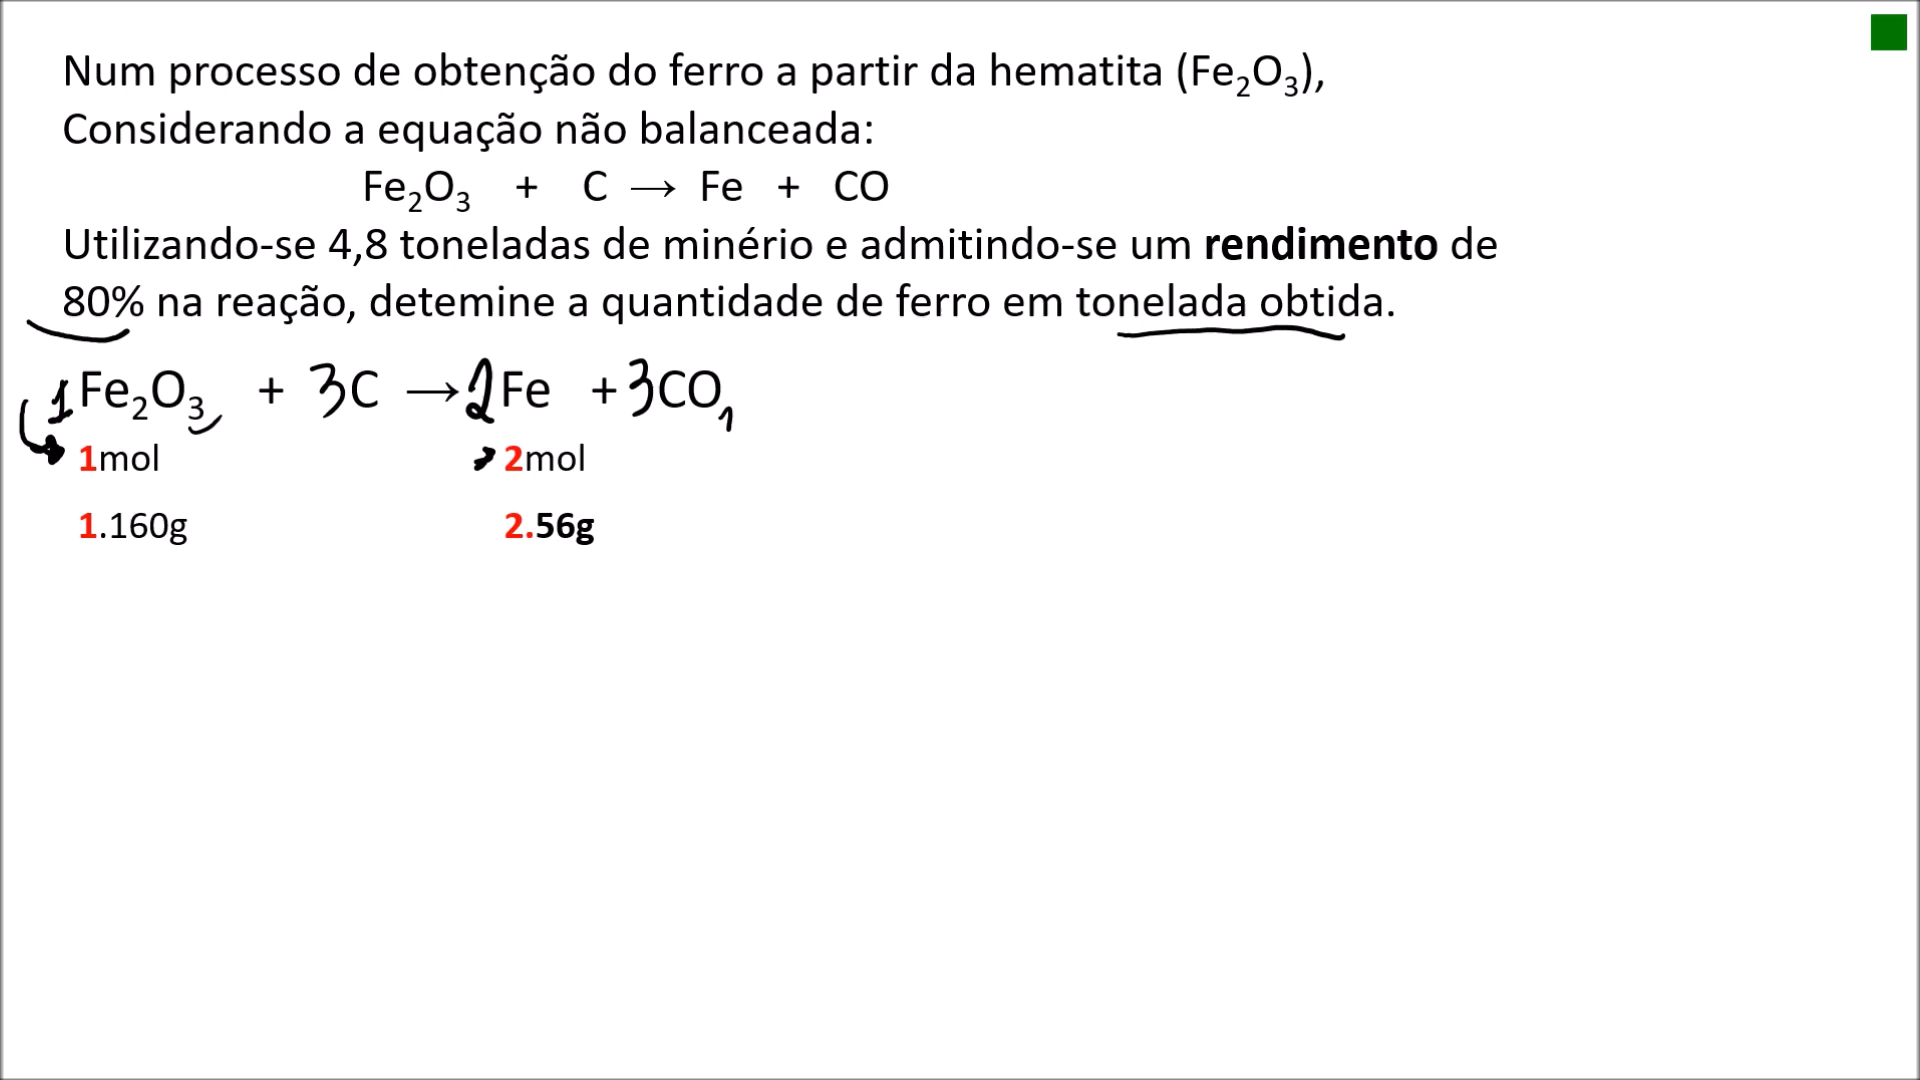 Num processo de obtenção do ferro a partir da hematita (Fe₂O₃),
Considerando a equação não balanceada:
Fe₂O₃ + C → Fe + CO
Utilizando-se 4,8 toneladas de minério e admitindo-se um rendimento de
80% na reação, detemine a quantidade de ferro em tonelada obtida.
1Fe₂O₃ + 3C → 2Fe + 3CO₁
1mol 2mol
1.160g 2.56g